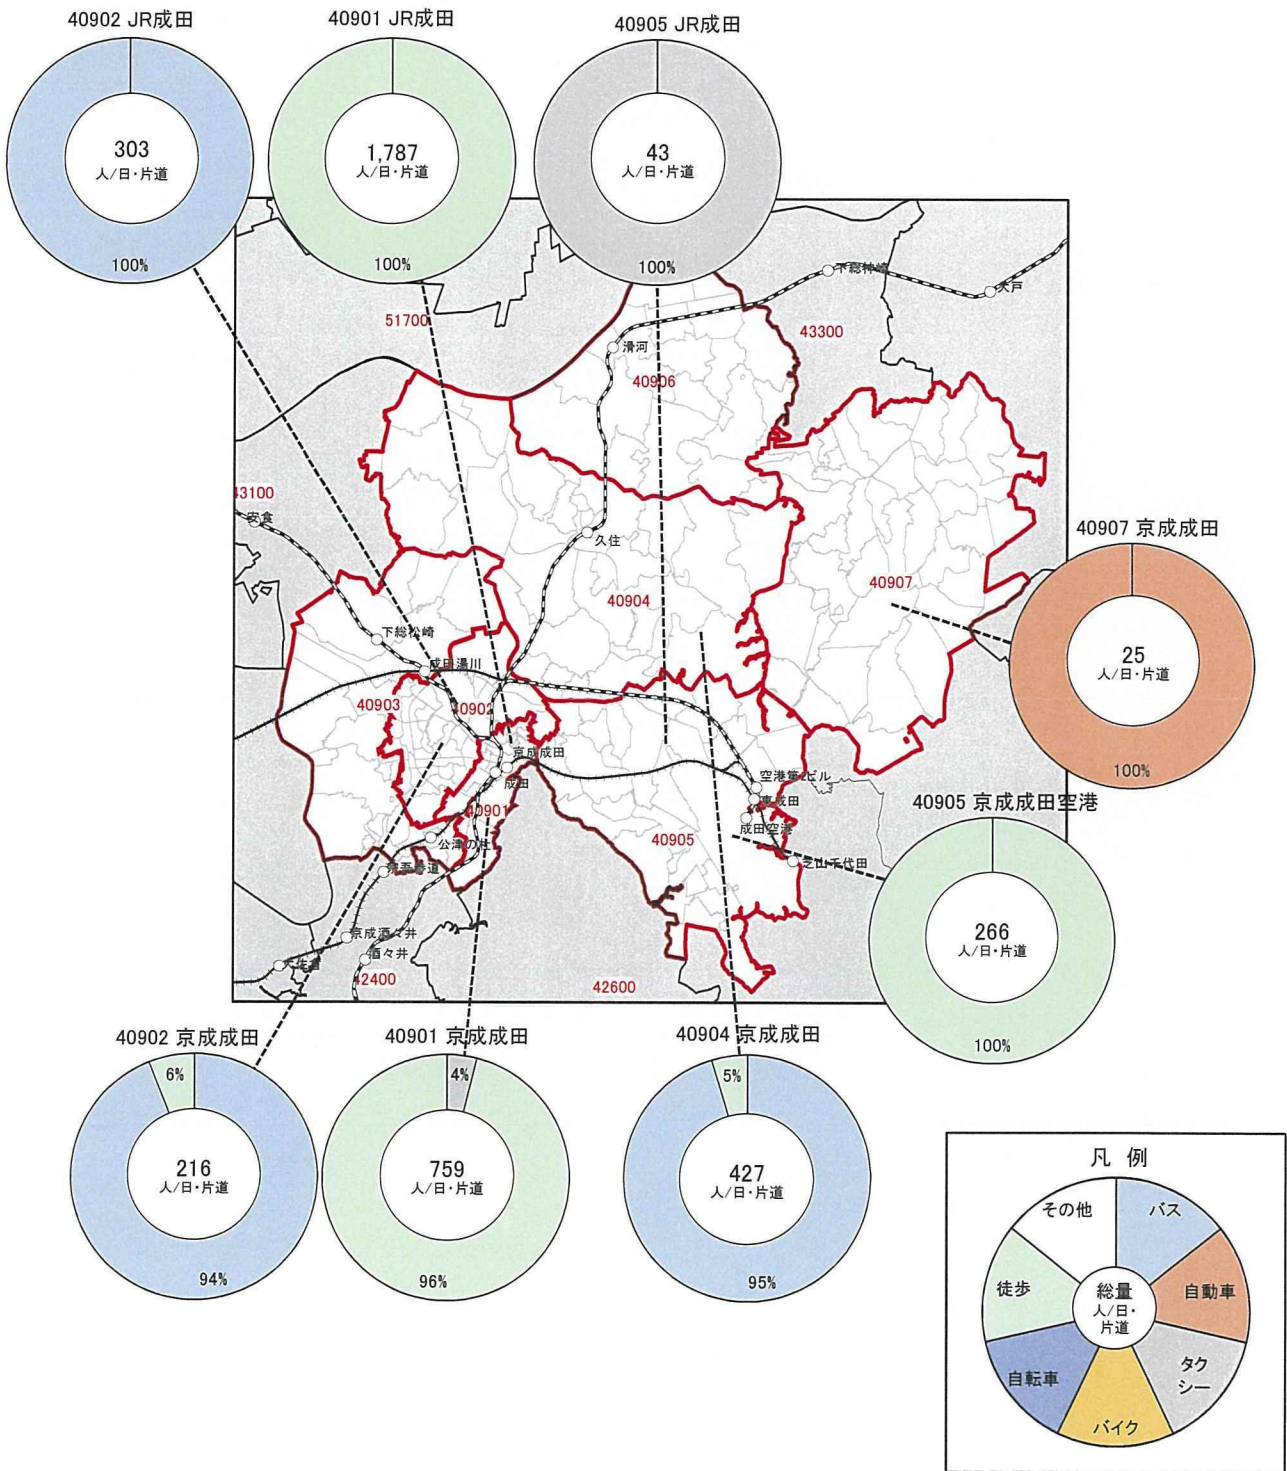 40902 JR成田
40901 JR成田
40905 JR成田
303
人/日・片道
100%
1,787
人/日・片道
100%
43
人/日・片道
100%
51700
下総神崎
大戸
43300
滑河
40906
43100
安食
久住
40904
40907
下総松崎
成田湯川
40903
40902
京成成田
成田
空港第2ビル
東成田
成田空港
40901
40905
公津の杜
芝山千代田
宗吾参道
京成酒々井
酒々井
42400
42600
40907 京成成田
25
人/日・片道
100%
40905 京成成田空港
266
人/日・片道
100%
40902 京成成田
6%
216
人/日・片道
94%
40901 京成成田
4%
759
人/日・片道
96%
40904 京成成田
5%
427
人/日・片道
95%
凡 例
その他
バス
徒歩
自動車
総量
人/日・
片道
自転車
タク
シー
バイク